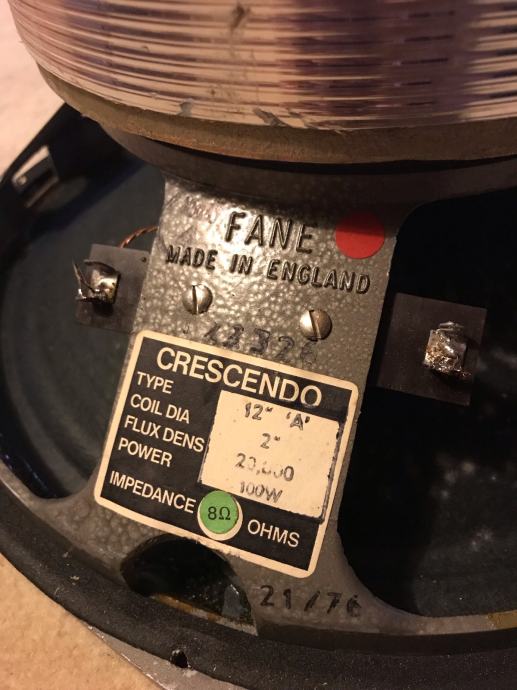 FANE
MADE IN ENGLAND
CRESCENDO
TYPE 12" 'A'
COIL DIA 2"
FLUX DENS
POWER 100W
IMPEDANCE 8Ω OHMS
21/76